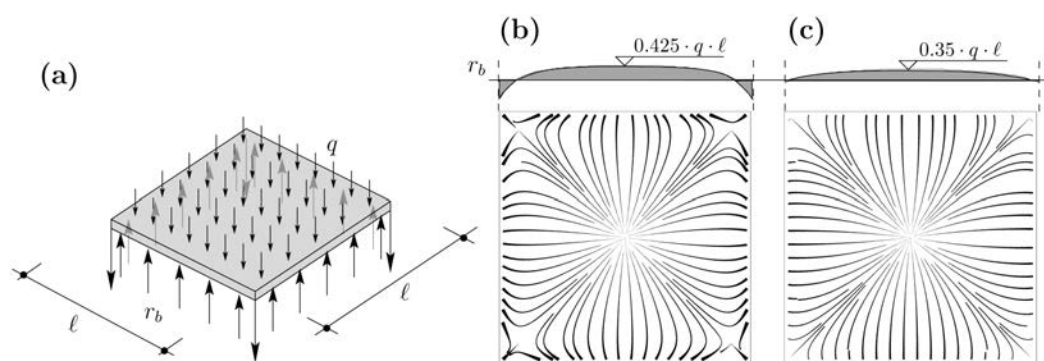 (a)
q
ℓ
r_b
ℓ
(b)
0.425 · q · ℓ
r_b
(c)
0.35 · q · ℓ